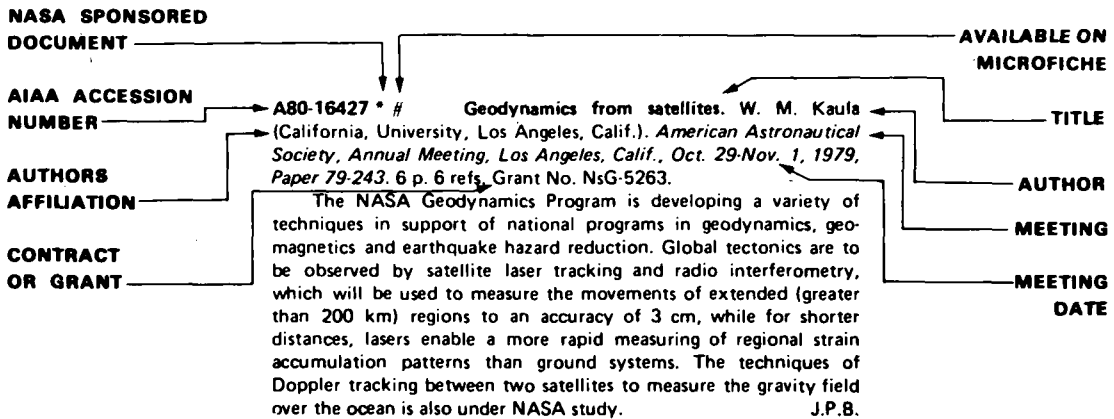 NASA SPONSORED
DOCUMENT
AVAILABLE ON
MICROFICHE
AIAA ACCESSION
NUMBER
A80-16427 * # Geodynamics from satellites. W. M. Kaula
TITLE
(California, University, Los Angeles, Calif.). American Astronautical
Society, Annual Meeting, Los Angeles, Calif., Oct. 29-Nov. 1, 1979,
AUTHORS
AFFILIATION
Paper 79-243. 6 p. 6 refs. Grant No. NsG-5263.
AUTHOR
The NASA Geodynamics Program is developing a variety of
techniques in support of national programs in geodynamics, geo-
MEETING
magnetics and earthquake hazard reduction. Global tectonics are to
CONTRACT
OR GRANT
be observed by satellite laser tracking and radio interferometry,
MEETING
DATE
which will be used to measure the movements of extended (greater
than 200 km) regions to an accuracy of 3 cm, while for shorter
distances, lasers enable a more rapid measuring of regional strain
accumulation patterns than ground systems. The techniques of
Doppler tracking between two satellites to measure the gravity field
over the ocean is also under NASA study. J.P.B.